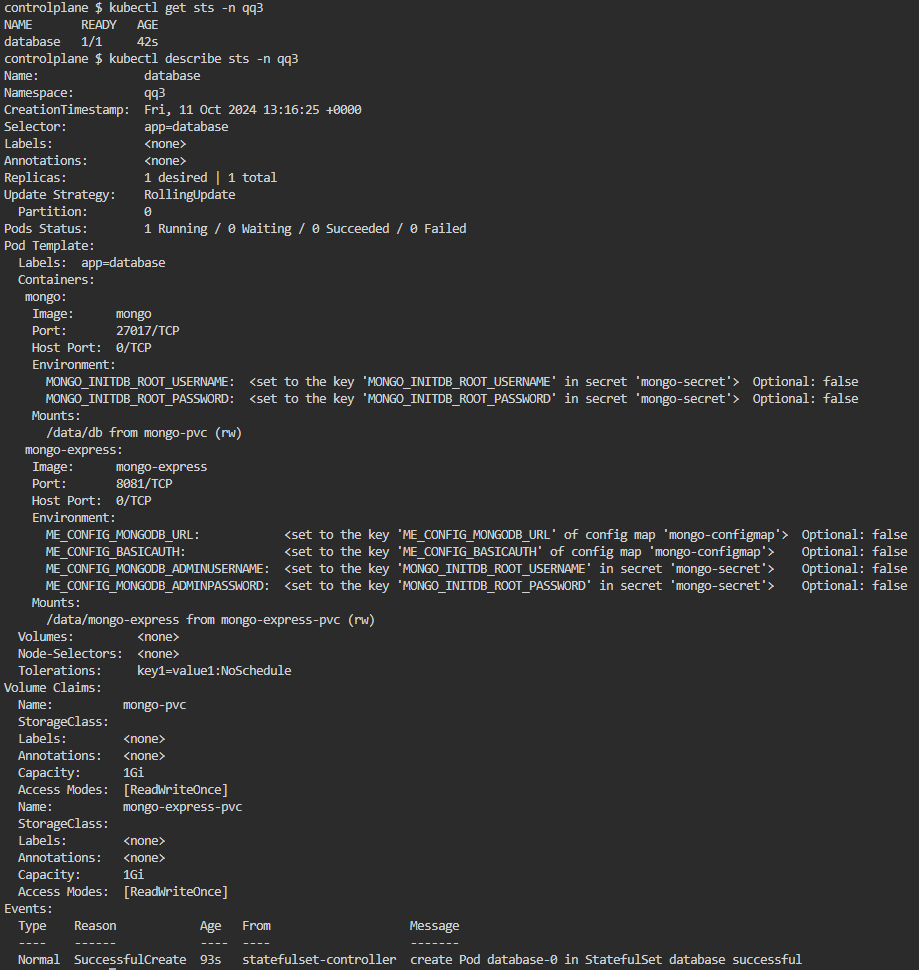 controlplane $ kubectl get sts -n qq3
NAME       READY   AGE
database   1/1     42s
controlplane $ kubectl describe sts -n qq3
Name:               database
Namespace:          qq3
CreationTimestamp:  Fri, 11 Oct 2024 13:16:25 +0000
Selector:           app=database
Labels:             <none>
Annotations:        <none>
Replicas:           1 desired | 1 total
Update Strategy:    RollingUpdate
  Partition:        0
Pods Status:        1 Running / 0 Waiting / 0 Succeeded / 0 Failed
Pod Template:
  Labels:  app=database
  Containers:
   mongo:
    Image:      mongo
    Port:       27017/TCP
    Host Port:  0/TCP
    Environment:
      MONGO_INITDB_ROOT_USERNAME:  <set to the key 'MONGO_INITDB_ROOT_USERNAME' in secret 'mongo-secret'>  Optional: false
      MONGO_INITDB_ROOT_PASSWORD:  <set to the key 'MONGO_INITDB_ROOT_PASSWORD' in secret 'mongo-secret'>  Optional: false
    Mounts:
      /data/db from mongo-pvc (rw)
   mongo-express:
    Image:      mongo-express
    Port:       8081/TCP
    Host Port:  0/TCP
    Environment:
      ME_CONFIG_MONGODB_URL:            <set to the key 'ME_CONFIG_MONGODB_URL' of config map 'mongo-configmap'>  Optional: false
      ME_CONFIG_BASICAUTH:              <set to the key 'ME_CONFIG_BASICAUTH' of config map 'mongo-configmap'>    Optional: false
      ME_CONFIG_MONGODB_ADMINUSERNAME:  <set to the key 'MONGO_INITDB_ROOT_USERNAME' in secret 'mongo-secret'>    Optional: false
      ME_CONFIG_MONGODB_ADMINPASSWORD:  <set to the key 'MONGO_INITDB_ROOT_PASSWORD' in secret 'mongo-secret'>    Optional: false
    Mounts:
      /data/mongo-express from mongo-express-pvc (rw)
  Volumes:         <none>
  Node-Selectors:  <none>
  Tolerations:     key1=value1:NoSchedule
Volume Claims:
  Name:          mongo-pvc
  StorageClass:
  Labels:        <none>
  Annotations:   <none>
  Capacity:      1Gi
  Access Modes:  [ReadWriteOnce]
  Name:          mongo-express-pvc
  StorageClass:
  Labels:        <none>
  Annotations:   <none>
  Capacity:      1Gi
  Access Modes:  [ReadWriteOnce]
Events:
  Type    Reason            Age   From                    Message
  ----    ------            ----  ----                    -------
  Normal  SuccessfulCreate  93s   statefulset-controller  create Pod database-0 in StatefulSet database successful